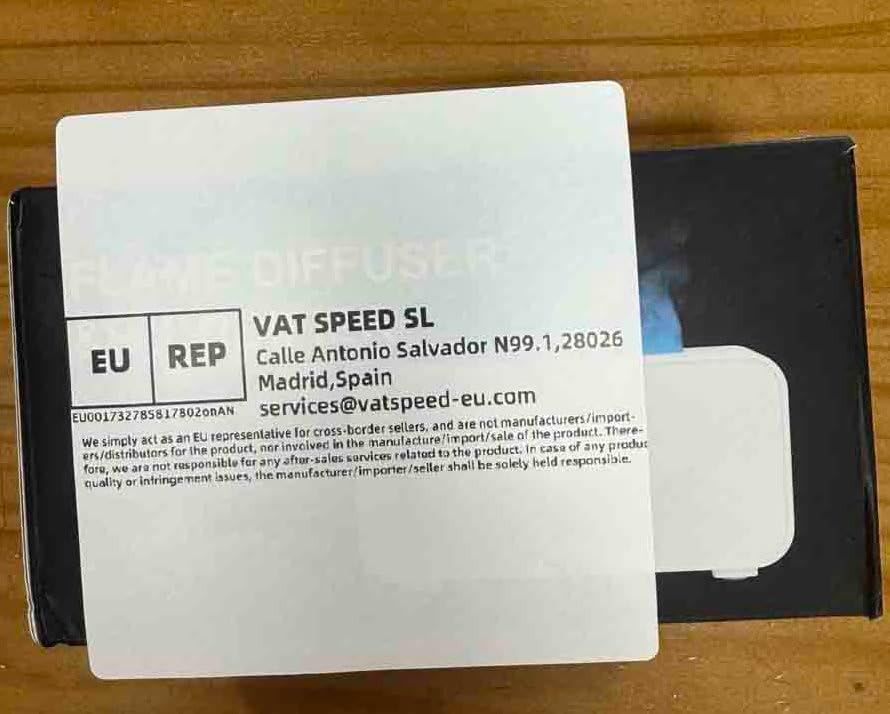 FLAME DIFFUSER
EU REP
VAT SPEED SL
Calle Antonio Salvador N99.1,28026
Madrid,Spain
services@vatspeed-eu.com
EU001732785817802onAN
We simply act as an EU representative for cross-border sellers, and are not manufacturers/import-
ers/distributors for the product, nor involved in the manufacture/import/sale of the product. There-
fore, we are not responsible for any after-sales services related to the product. In case of any produc
quality or infringement issues, the manufacturer/importer/seller shall be solely held responsible.